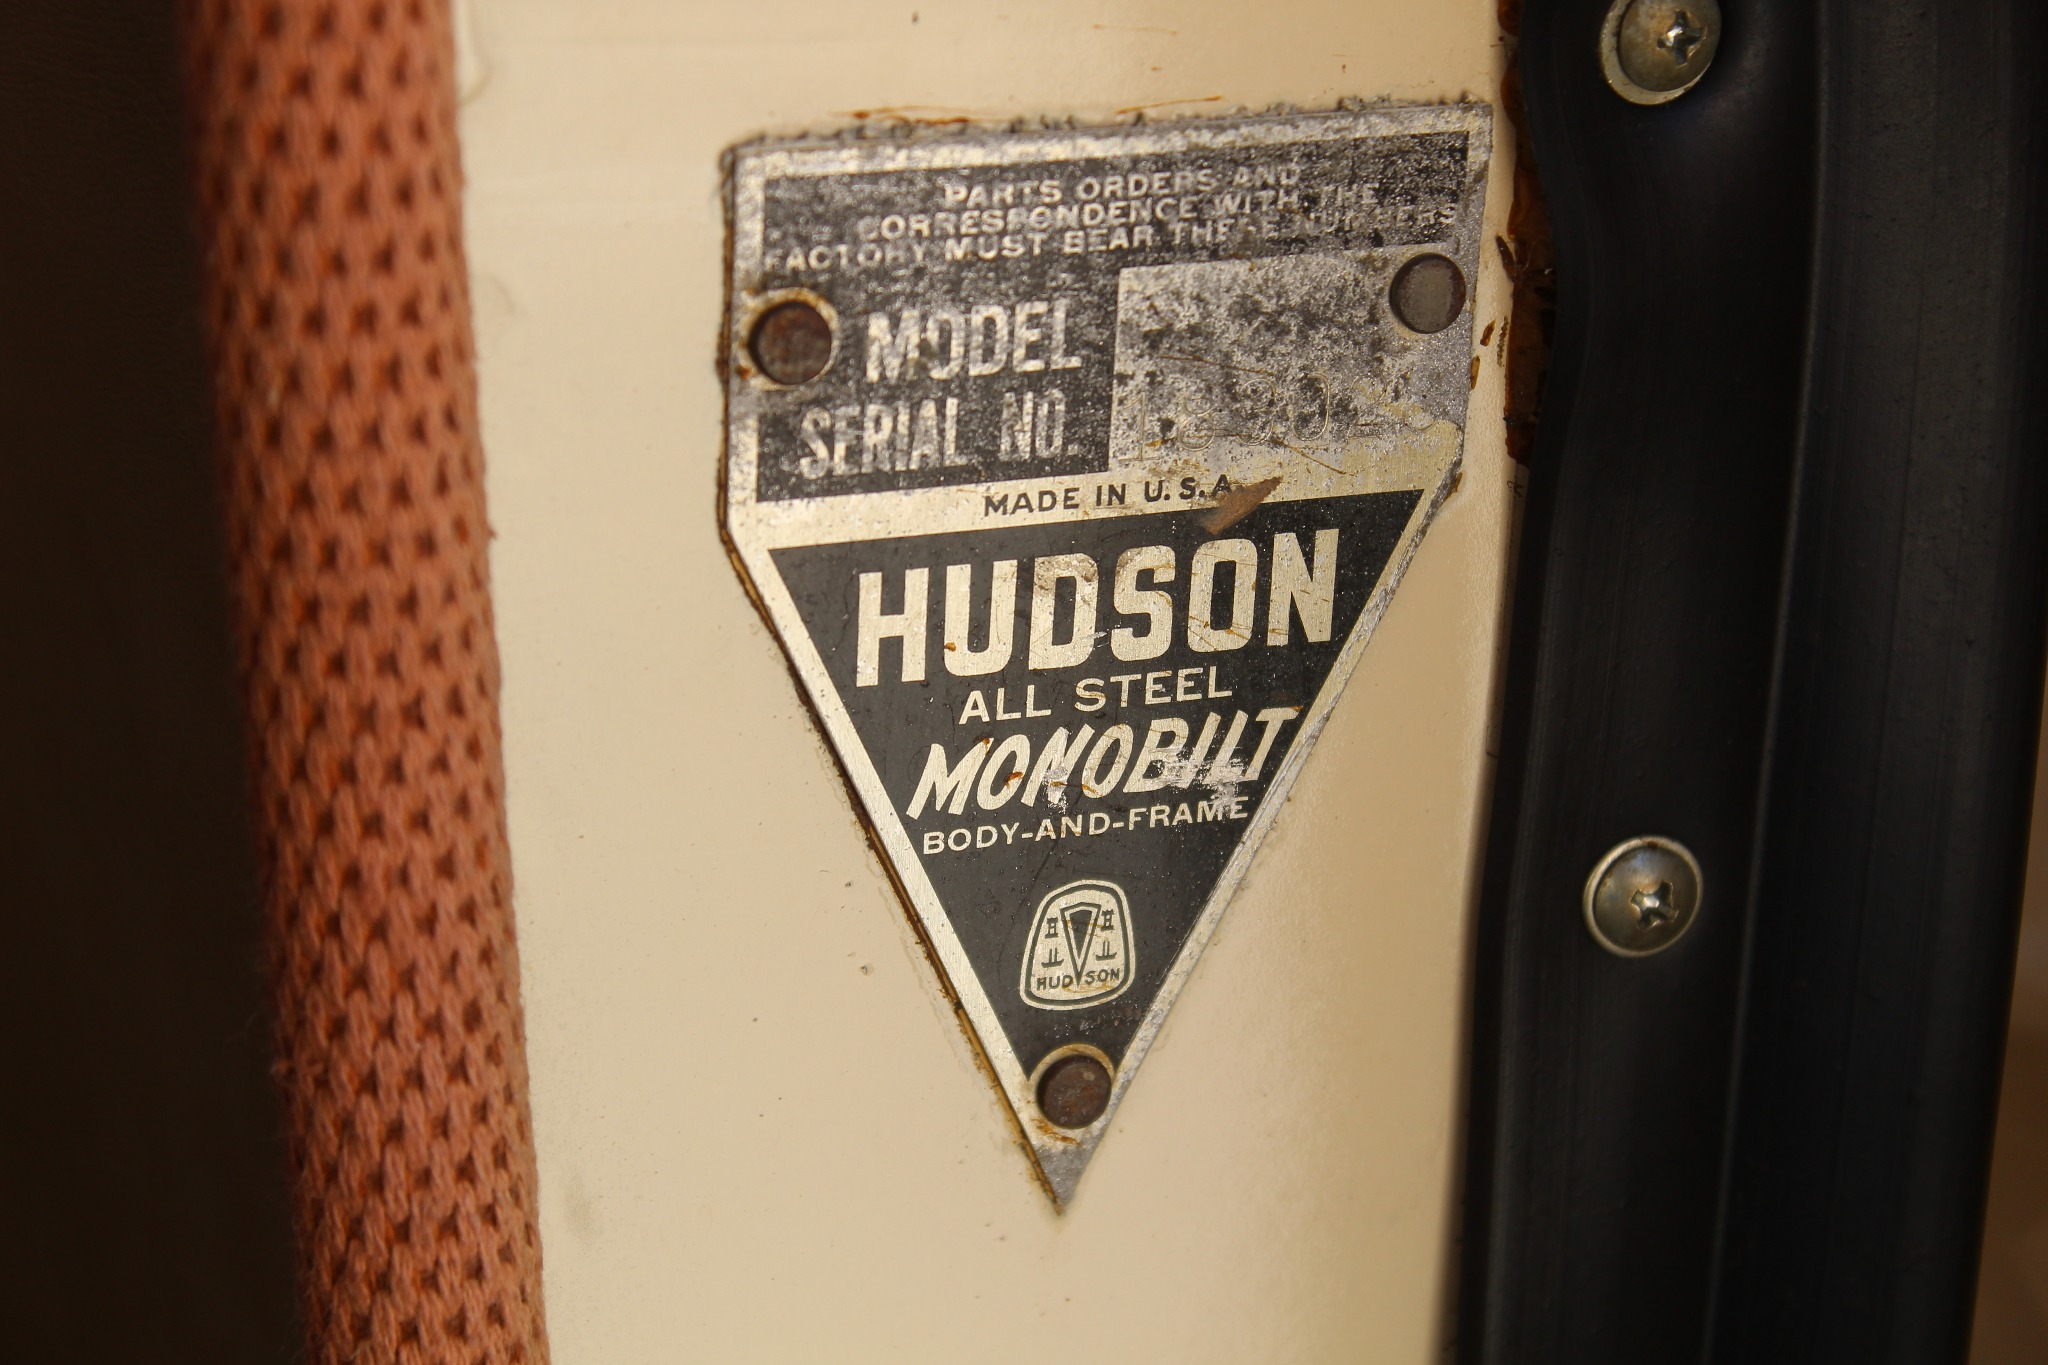 PARTS ORDERS AND
CORRESPONDENCE WITH THE
FACTORY MUST BEAR THESE NUMBERS
MODEL
SERIAL NO.
MADE IN U.S.A.
HUDSON
ALL STEEL
MONOBILT
BODY-AND-FRAME
HUDSON